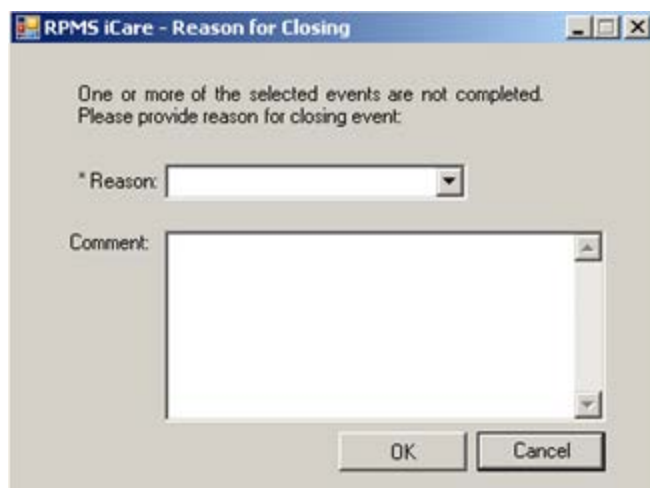 RPMS iCare - Reason for Closing
One or more of the selected events are not completed.
Please provide reason for closing event:
* Reason:
Comment:
OK Cancel